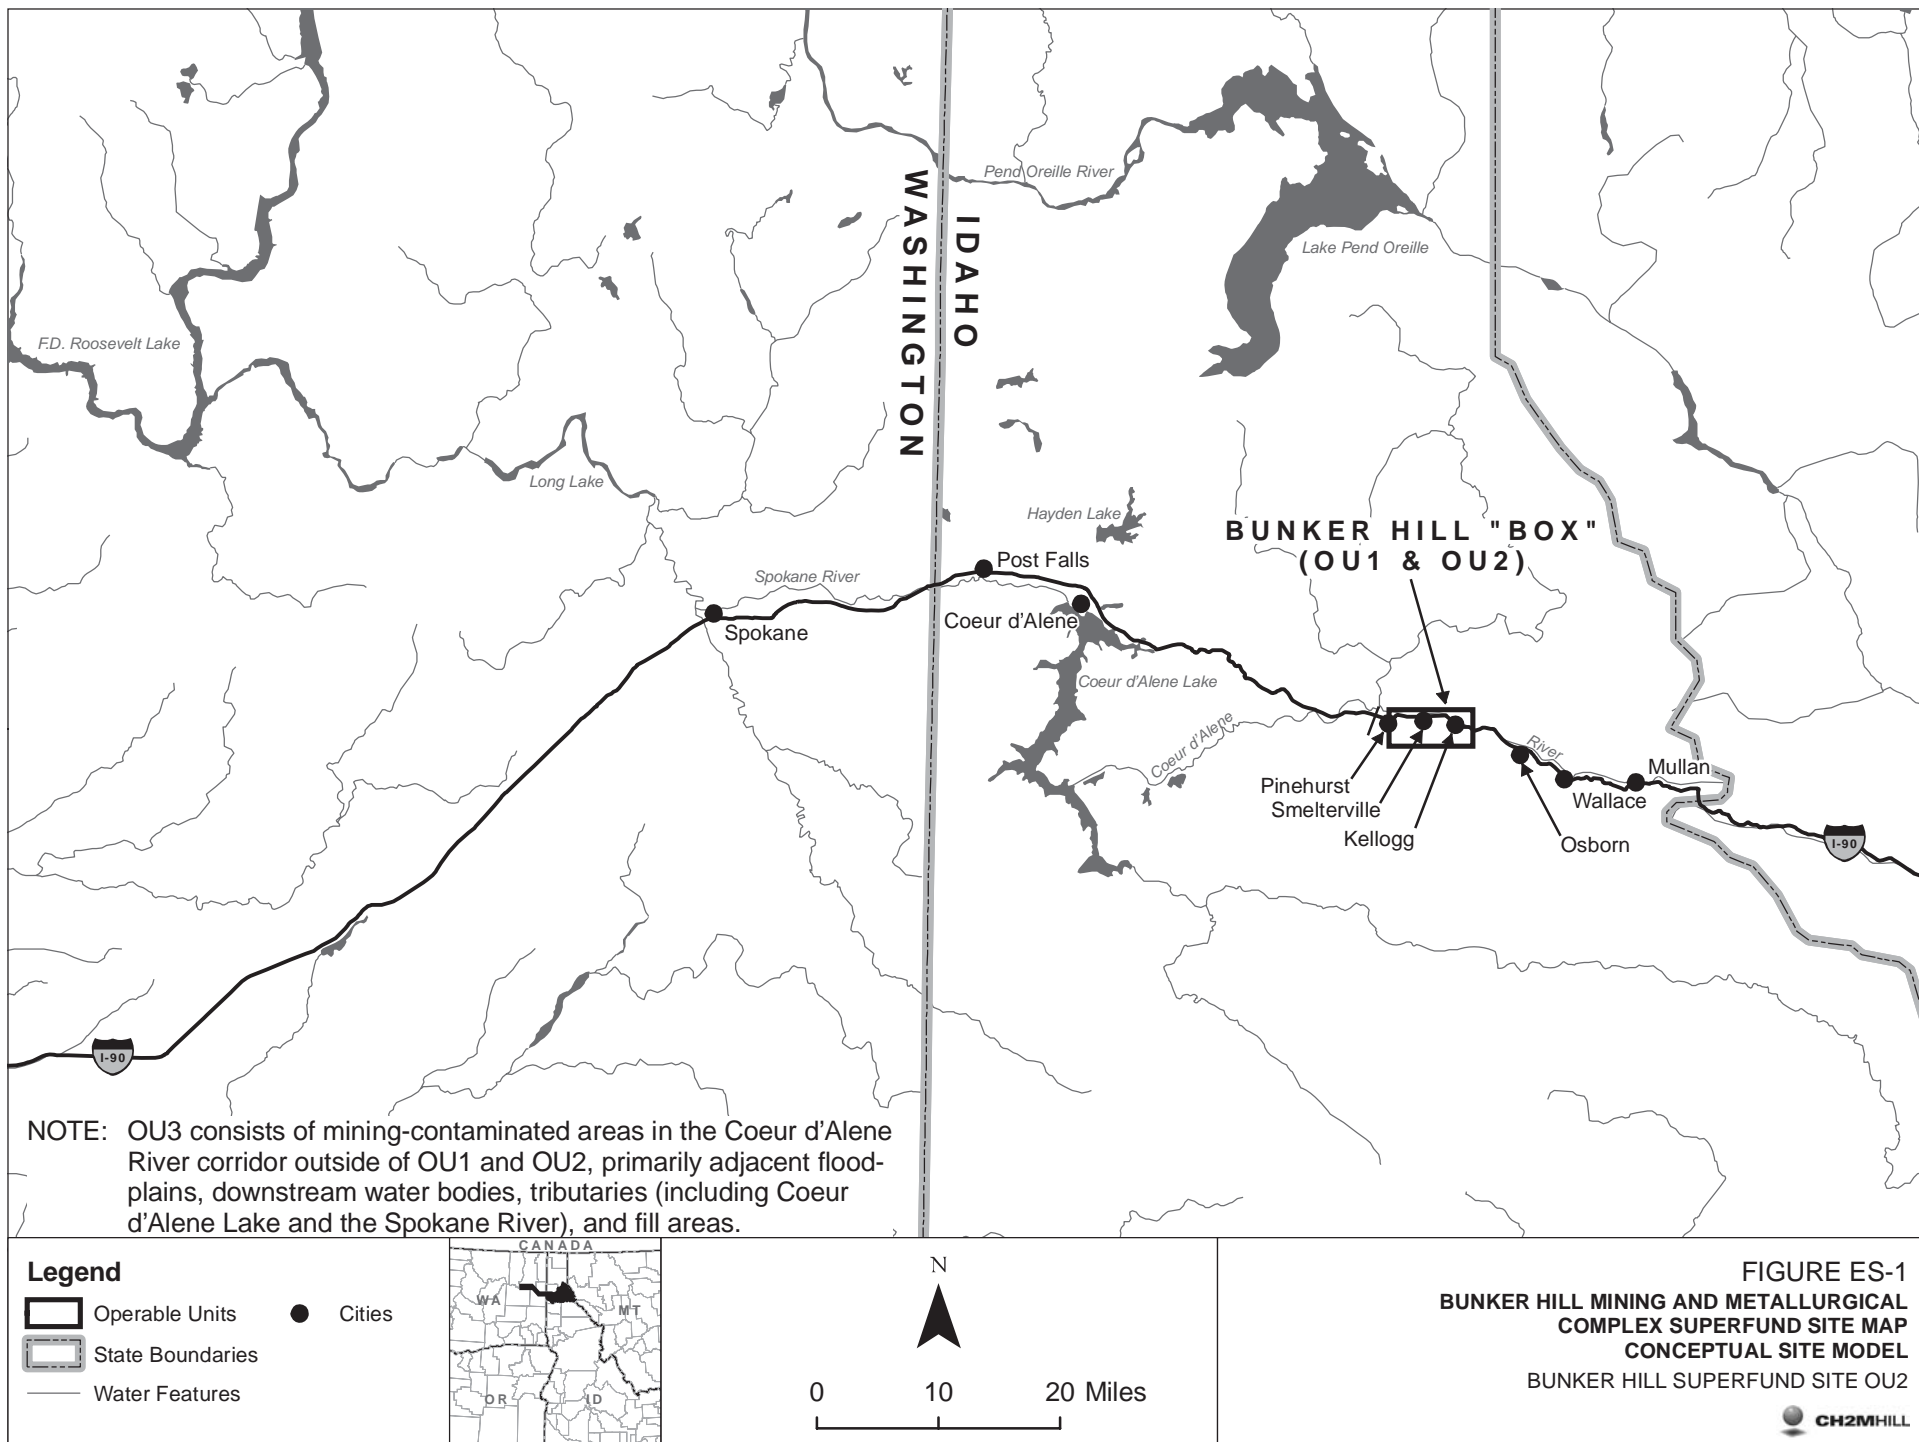 Pend Oreille River
WASHINGTON
IDAHO
Lake Pend Oreille
F.D. Roosevelt Lake
Long Lake
Hayden Lake
BUNKER HILL "BOX"
(OU1 & OU2)
Post Falls
Spokane River
Coeur d’Alene
Spokane
Coeur d’Alene Lake
Coeur d’Alene
River
Pinehurst
Smelterville
Kellogg
Mullan
Wallace
Osborn
I-90
I-90
NOTE: OU3 consists of mining-contaminated areas in the Coeur d’Alene
River corridor outside of OU1 and OU2, primarily adjacent flood-
plains, downstream water bodies, tributaries (including Coeur
d’Alene Lake and the Spokane River), and fill areas.
Legend
Operable Units
Cities
State Boundaries
Water Features
CANADA
WA
MT
OR
ID
N
0 10 20 Miles
FIGURE ES-1
BUNKER HILL MINING AND METALLURGICAL
COMPLEX SUPERFUND SITE MAP
CONCEPTUAL SITE MODEL
BUNKER HILL SUPERFUND SITE OU2
CH2MHILL